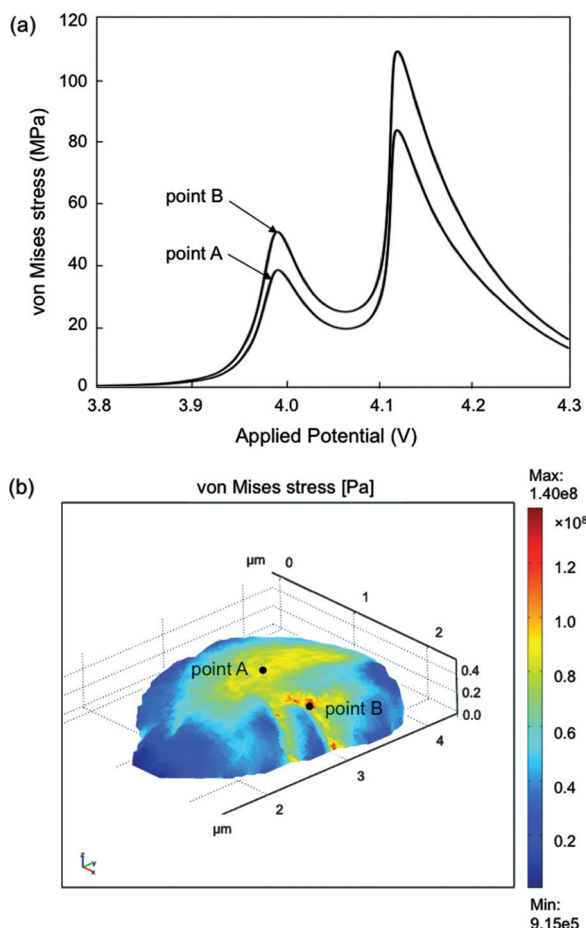 (a)
120
100
80
60
40
20
0
von Mises stress (MPa)
point B
point A
3.8 3.9 4.0 4.1 4.2 4.3
Applied Potential (V)
(b)
von Mises stress [Pa]
Max:
1.40e8
×10⁸
1.2
1.0
0.8
0.6
0.4
0.2
Min:
9.15e5
µm
0
1
2
0.4
0.2
0.0
4
3
2
µm
point A
point B
z
y
x